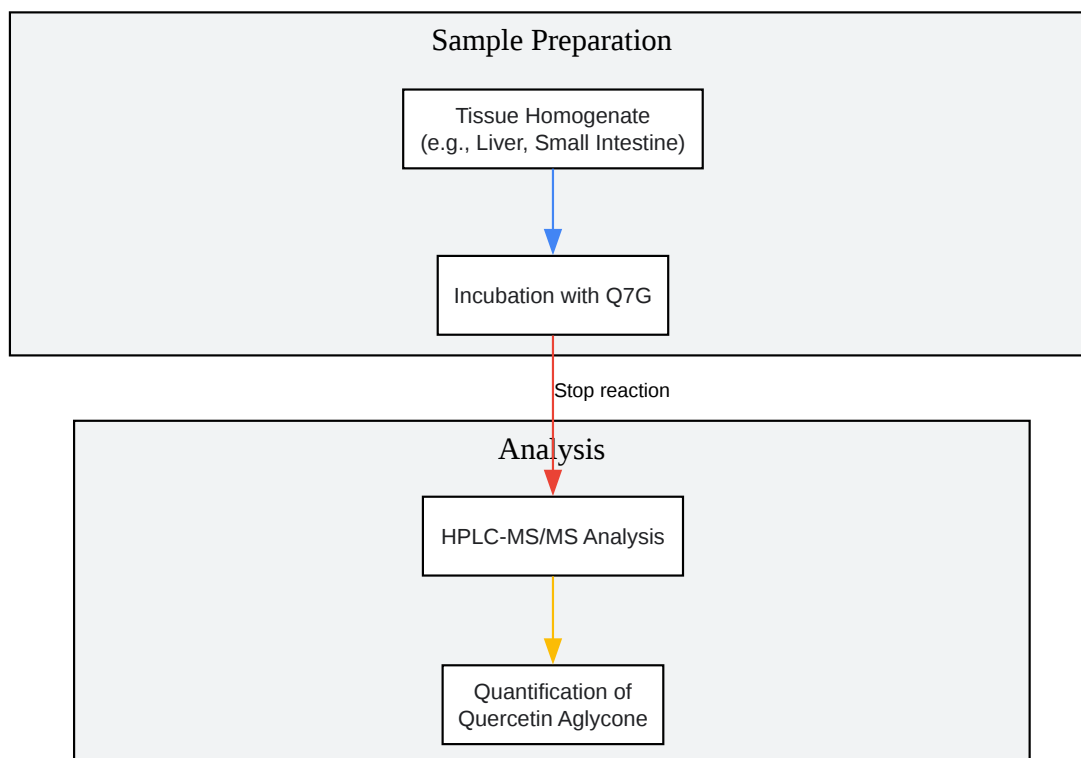 Sample Preparation
Tissue Homogenate
(e.g., Liver, Small Intestine)
Incubation with Q7G
Stop reaction
Analysis
HPLC-MS/MS Analysis
Quantification of
Quercetin Aglycone